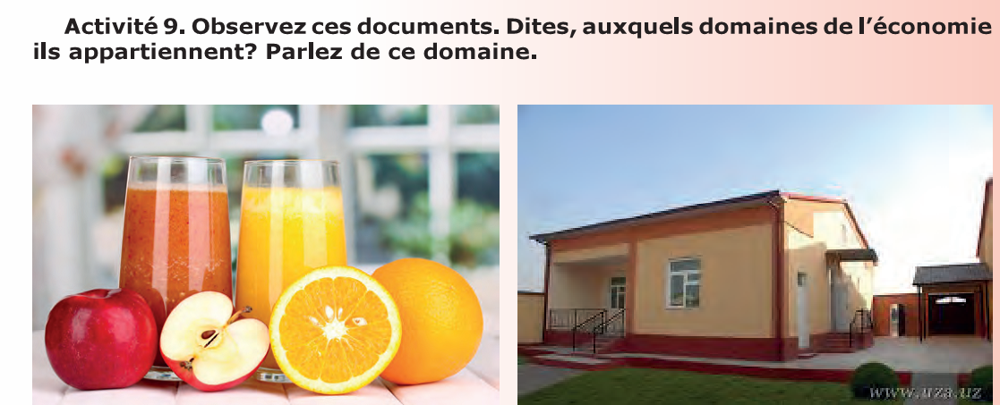 Activité 9. Observez ces documents. Dites, auxquels domaines de l’économie
ils appartiennent? Parlez de ce domaine.
www.uza.uz